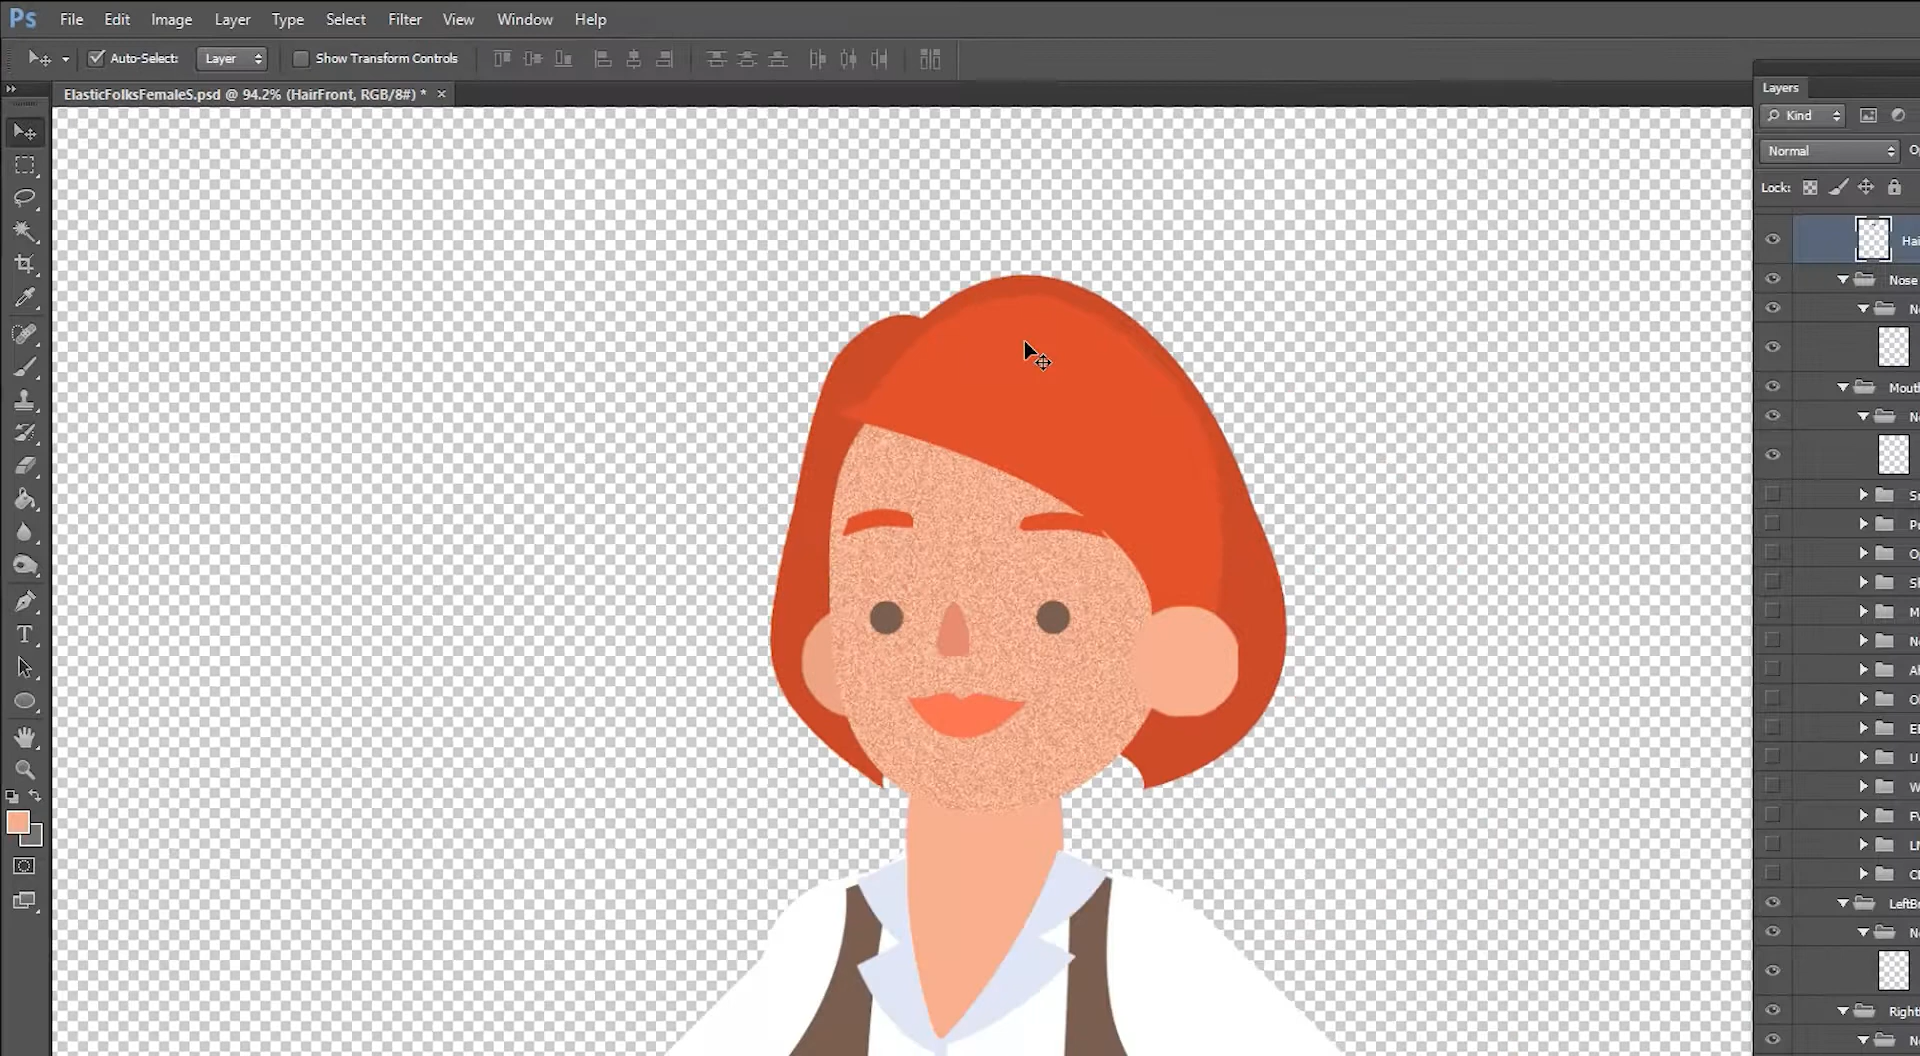 Ps File Edit Image Layer Type Select Filter View Window Help
Auto-Select: Layer Show Transform Controls
ElasticFolksFemaleS.psd @ 94.2% (HairFront, RGB/8#) * ×
Layers
Kind
Normal
Lock:
Nose
LeftB
Right